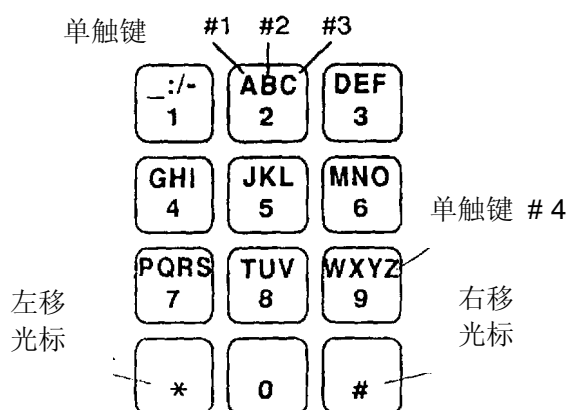 单触键 #1 #2 #3
_:/- ABC DEF
1 2 3
GHI JKL MNO
4 5 6
单触键 #4
PQRS TUV WXYZ
7 8 9
左移
光标
右移
光标
* 0 #